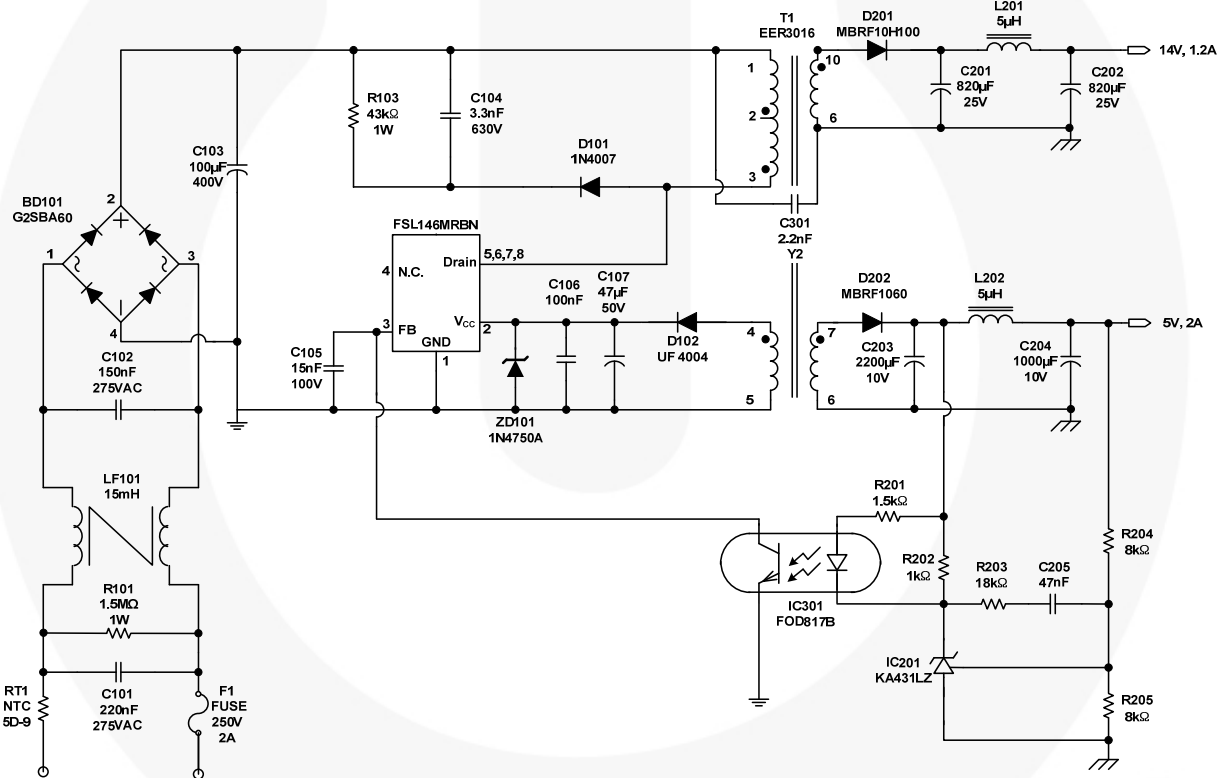 L201
5µH
T1
EER3016
D201
MBRF10H100
14V, 1.2A
1
10
R103
43kΩ
1W
C104
3.3nF
630V
C201
820µF
25V
C202
820µF
25V
2
6
D101
1N4007
3
C103
100µF
400V
BD101
G2SBA60
2
1
3
4
FSL146MRBN
C301
2.2nF
Y2
4
N.C.
Drain
5,6,7,8
C106
100nF
C107
47µF
50V
D202
MBRF1060
L202
5µH
5V, 2A
3
FB
VCC
2
GND
1
D102
UF 4004
4
7
C203
2200µF
10V
C204
1000µF
10V
C105
15nF
100V
C102
150nF
275VAC
5
6
ZD101
1N4750A
LF101
15mH
R201
1.5kΩ
R204
8kΩ
R202
1kΩ
R203
18kΩ
C205
47nF
R101
1.5MΩ
1W
IC301
FOD817B
IC201
KA431LZ
RT1
NTC
5D-9
C101
220nF
275VAC
F1
FUSE
250V
2A
R205
8kΩ